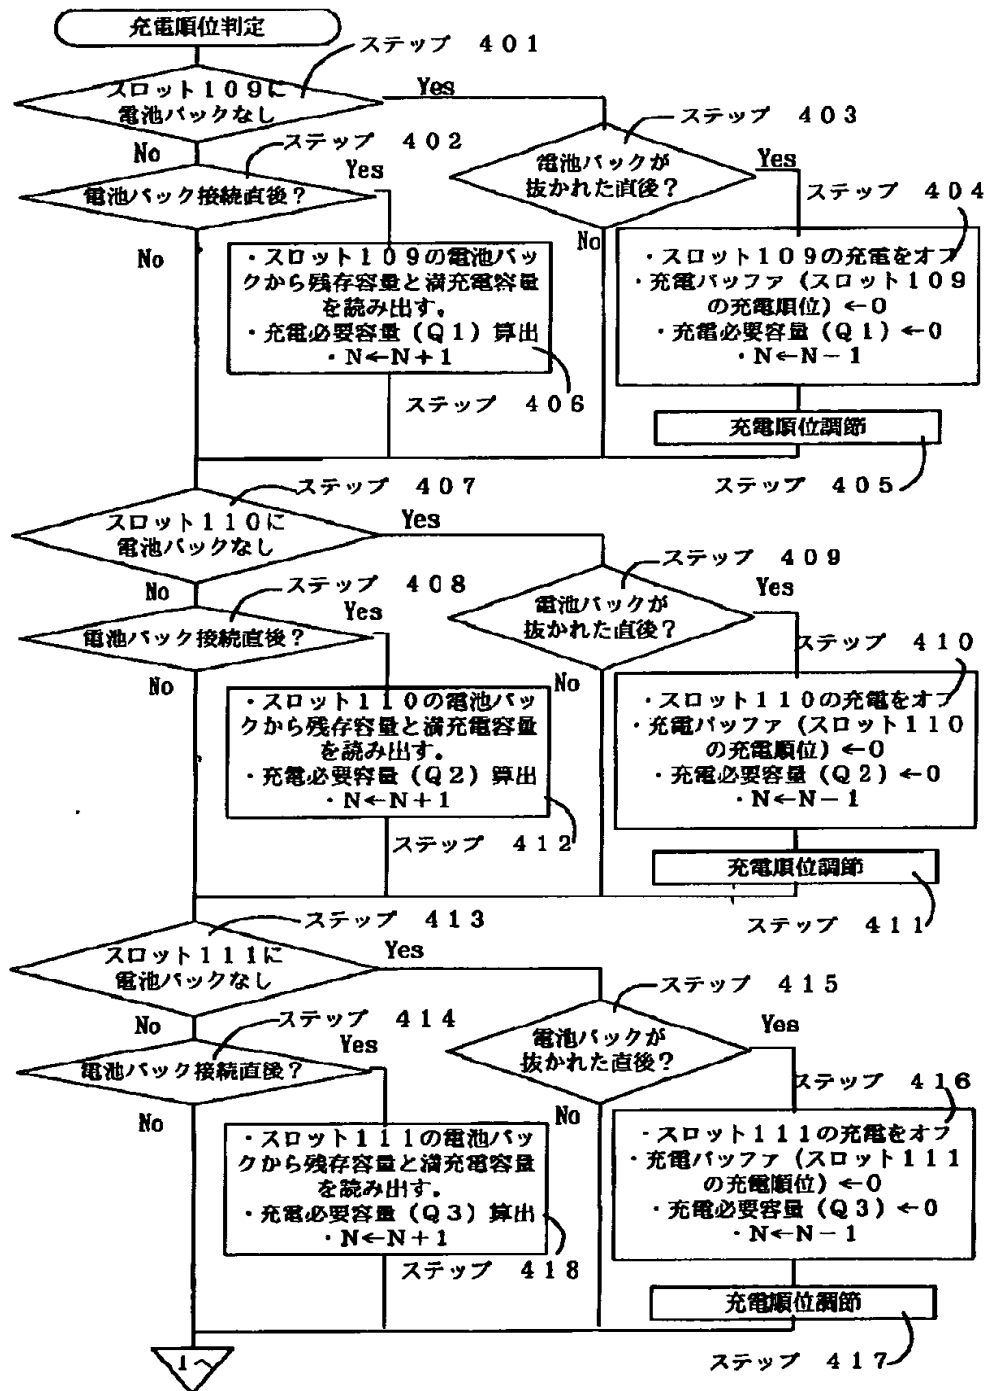 充電順位判定
ステップ 401
スロット109に
電池パックなし
Yes
No
ステップ 402
電池パック接続直後?
Yes
No
ステップ 403
電池パックが
抜かれた直後?
Yes
No
ステップ 404
・スロット109の充電をオフ
・充電バッファ(スロット109
の充電順位)←0
・充電必要容量(Q1)←0
・N←N-1
・スロット109の電池パッ
クから残存容量と満充電容量
を読み出す。
・充電必要容量(Q1)算出
・N←N+1
ステップ 406
充電順位調節
ステップ 405
ステップ 407
スロット110に
電池パックなし
Yes
No
ステップ 408
電池パック接続直後?
Yes
No
ステップ 409
電池パックが
抜かれた直後?
Yes
No
ステップ 410
・スロット110の充電をオフ
・充電バッファ(スロット110
の充電順位)←0
・充電必要容量(Q2)←0
・N←N-1
・スロット110の電池パッ
クから残存容量と満充電容量
を読み出す。
・充電必要容量(Q2)算出
・N←N+1
ステップ 412
充電順位調節
ステップ 411
ステップ 413
スロット111に
電池パックなし
Yes
No
ステップ 414
電池パック接続直後?
Yes
No
ステップ 415
電池パックが
抜かれた直後?
Yes
No
ステップ 416
・スロット111の充電をオフ
・充電バッファ(スロット111
の充電順位)←0
・充電必要容量(Q3)←0
・N←N-1
・スロット111の電池パッ
クから残存容量と満充電容量
を読み出す。
・充電必要容量(Q3)算出
・N←N+1
ステップ 418
充電順位調節
ステップ 417
1へ